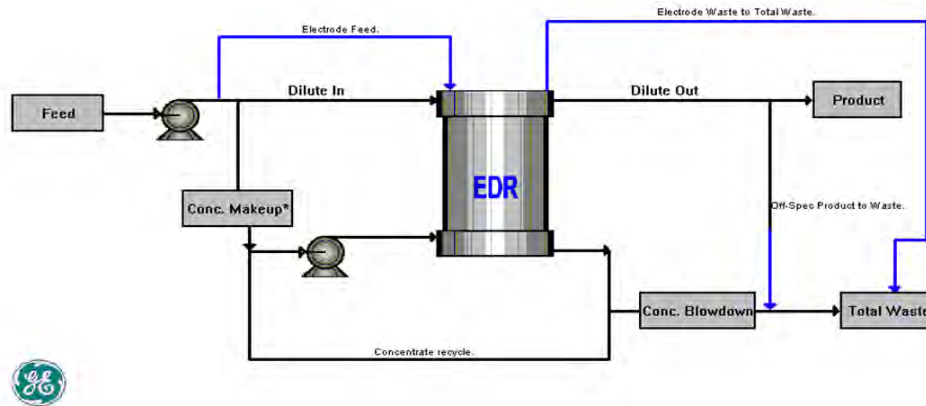 Electrode Waste to Total Waste.
Electrode Feed.
Dilute In
Dilute Out
Feed
Product
EDR
Conc. Makeup*
Off-Spec Product to Waste.
Conc. Blowdown
Total Waste
Concentrate recycle.
GE